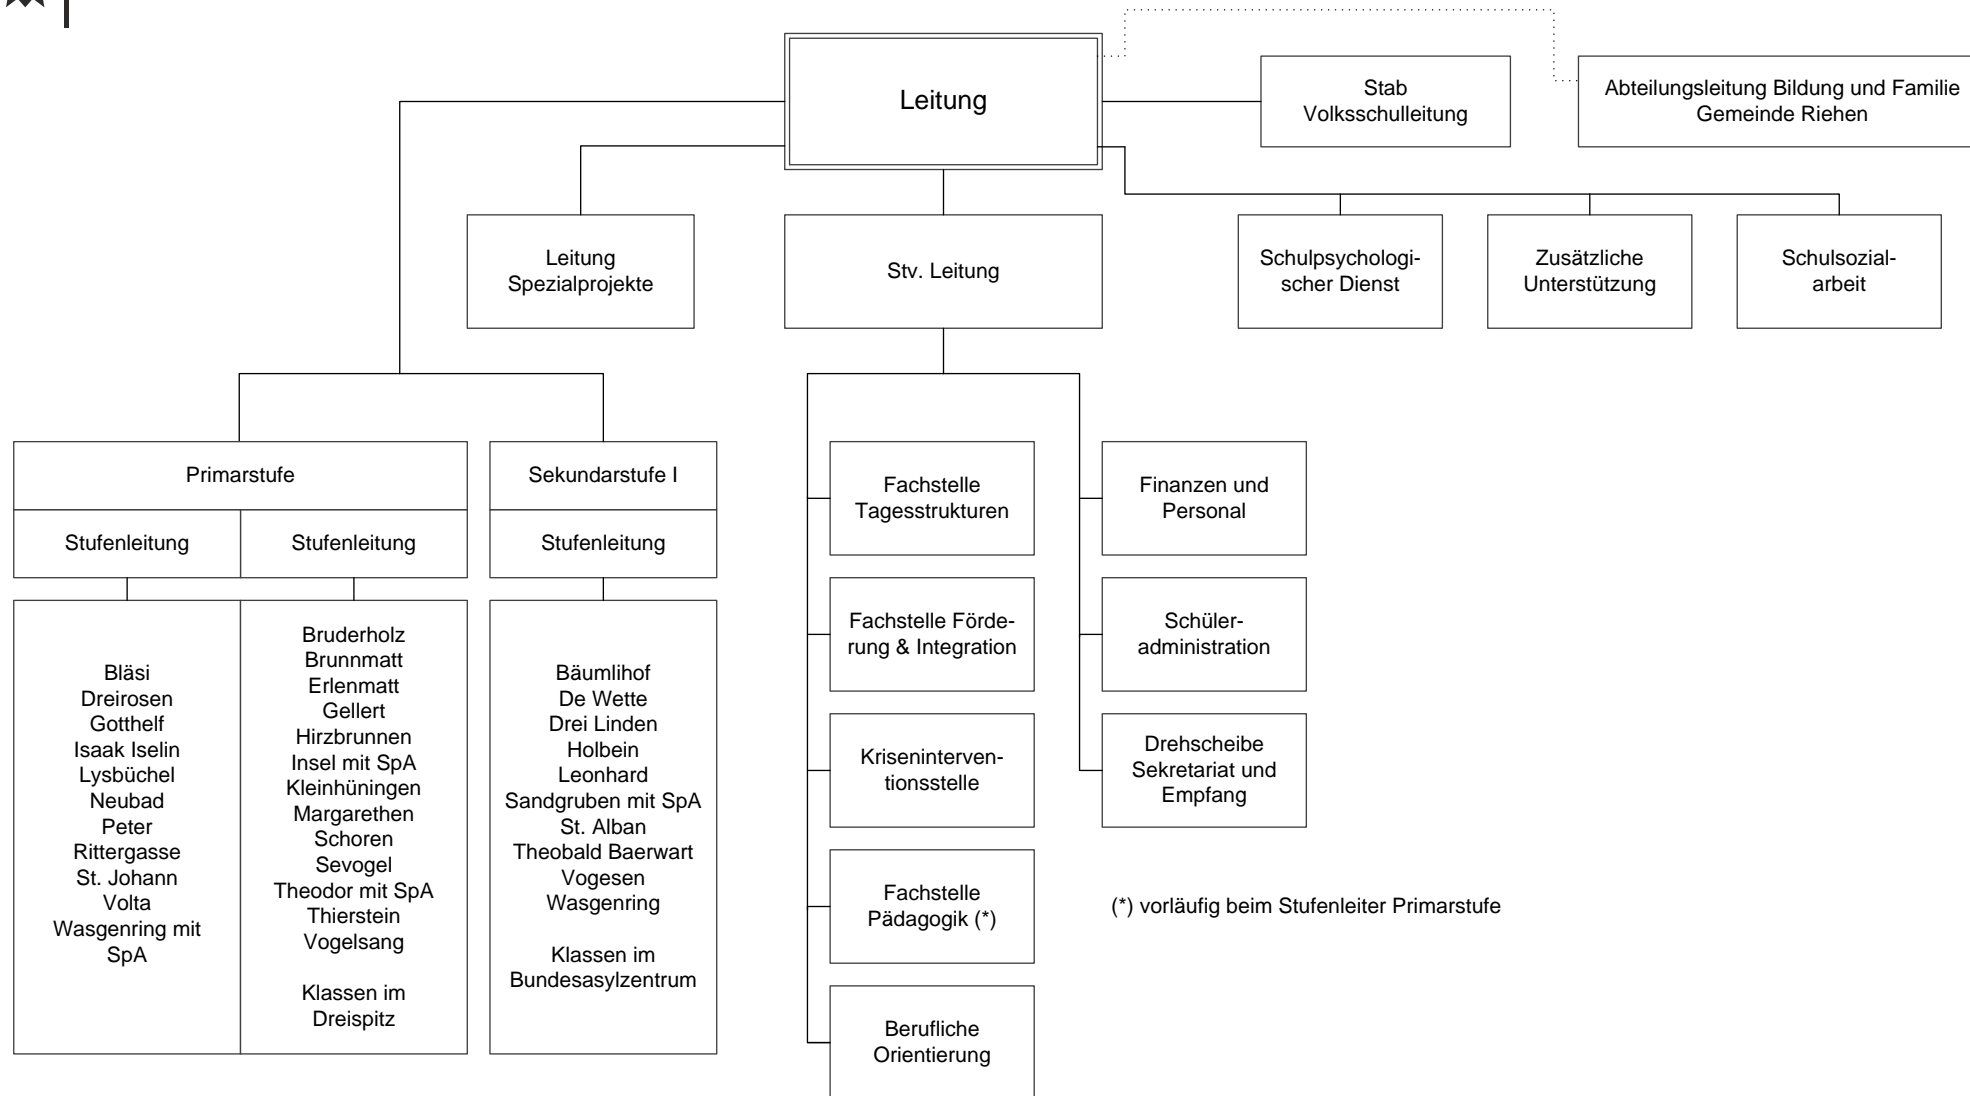 Leitung
Stab
Volksschulleitung
Abteilungsleitung Bildung und Familie
Gemeinde Riehen
Leitung
Spezialprojekte
Stv. Leitung
Schulpsychologi-
scher Dienst
Zusätzliche
Unterstützung
Schulsozial-
arbeit
Primarstufe
Stufenleitung
Stufenleitung
Sekundarstufe I
Stufenleitung
Bläsi
Dreirosen
Gotthelf
Isaak Iselin
Lysbüchel
Neubad
Peter
Rittergasse
St. Johann
Volta
Wasgenring mit
SpA
Bruderholz
Brunnmatt
Erlenmatt
Gellert
Hirzbrunnen
Insel mit SpA
Kleinhüningen
Margarethen
Schoren
Sevogel
Theodor mit SpA
Thierstein
Vogelsang
Klassen im
Dreispitz
Bäumlihof
De Wette
Drei Linden
Holbein
Leonhard
Sandgruben mit SpA
St. Alban
Theobald Baerwart
Vogesen
Wasgenring
Klassen im
Bundesasylzentrum
Fachstelle
Tagesstrukturen
Fachstelle Förde-
rung & Integration
Kriseninterven-
tionsstelle
Fachstelle
Pädagogik (*)
Berufliche
Orientierung
Finanzen und
Personal
Schüler-
administration
Drehscheibe
Sekretariat und
Empfang
(*) vorläufig beim Stufenleiter Primarstufe